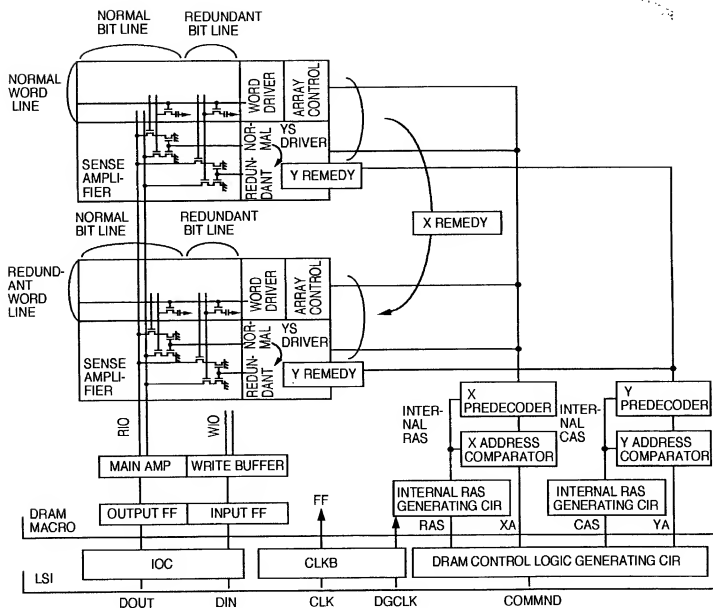 NORMAL
BIT LINE
REDUNDANT
BIT LINE
NORMAL
WORD
LINE
WORD
DRIVER
ARRAY
CONTROL
NOR-
MAL
YS
DRIVER
REDUN-
DANT
Y REMEDY
SENSE
AMPLI-
FIER
X REMEDY
NORMAL
BIT LINE
REDUNDANT
BIT LINE
REDUND-
ANT
WORD
LINE
WORD
DRIVER
ARRAY
CONTROL
NOR-
MAL
YS
DRIVER
REDUN-
DANT
Y REMEDY
SENSE
AMPLI-
FIER
RIO
WIO
INTER-
NAL
RAS
X
PREDECODER
INTER-
NAL
CAS
Y
PREDECODER
X ADDRESS
COMPARATOR
Y ADDRESS
COMPARATOR
MAIN AMP
WRITE BUFFER
FF
INTERNAL RAS
GENERATING CIR
INTERNAL RAS
GENERATING CIR
DRAM
MACRO
OUTPUT FF
INPUT FF
RAS
XA
CAS
YA
LSI
IOC
CLKB
DRAM CONTROL LOGIC GENERATING CIR
DOUT
DIN
CLK
DGCLK
COMMND